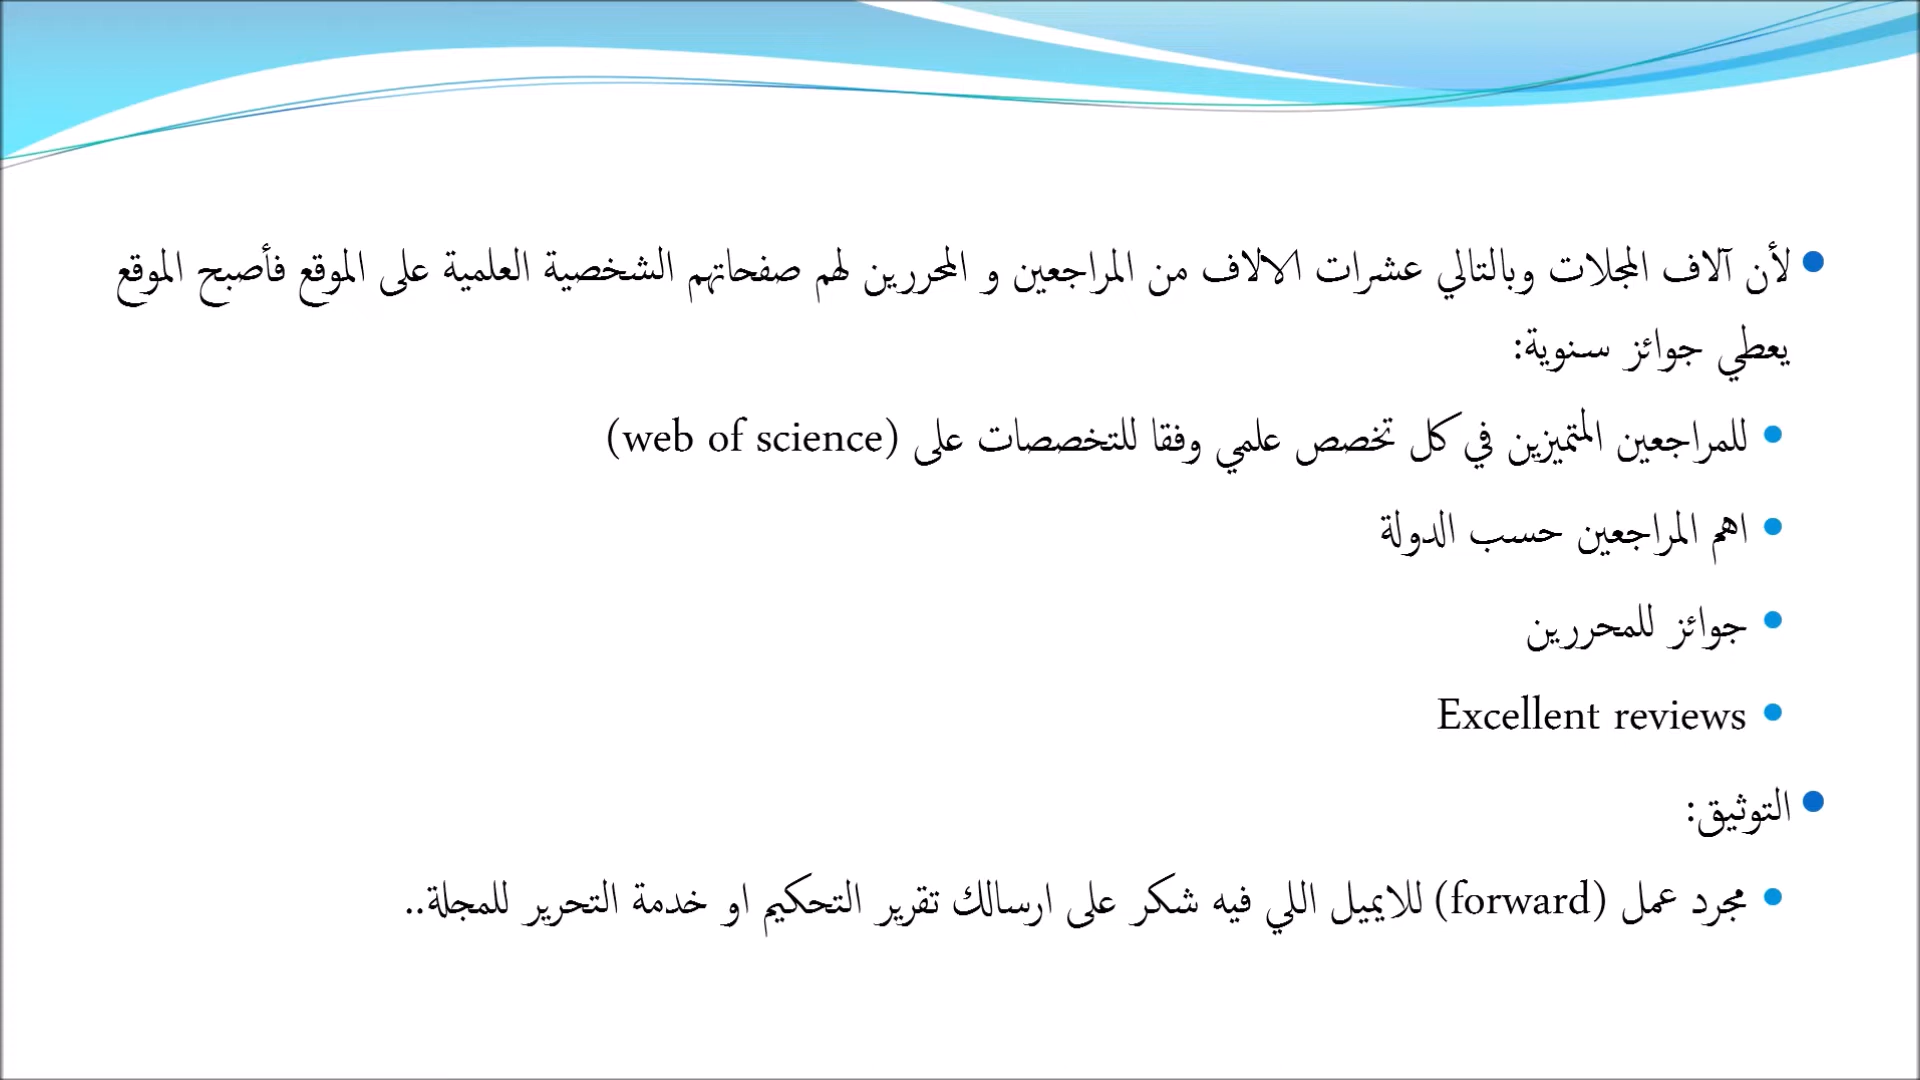 لأن آلاف المجلات وبالتالي عشرات الالاف من المراجعين و المحررين لهم صفحاتهم الشخصية العلمية على الموقع فأصبح الموقع
يعطي جوائز سنوية:
للمراجعين المتميزين في كل تخصص علمي وفقا للتخصصات على (web of science)
اهم المراجعين حسب الدولة
جوائز للمحررين
Excellent reviews
التوثيق:
مجرد عمل (forward) للايميل اللي فيه شكر على ارسالك تقرير التحكيم او خدمة التحرير للمجلة..